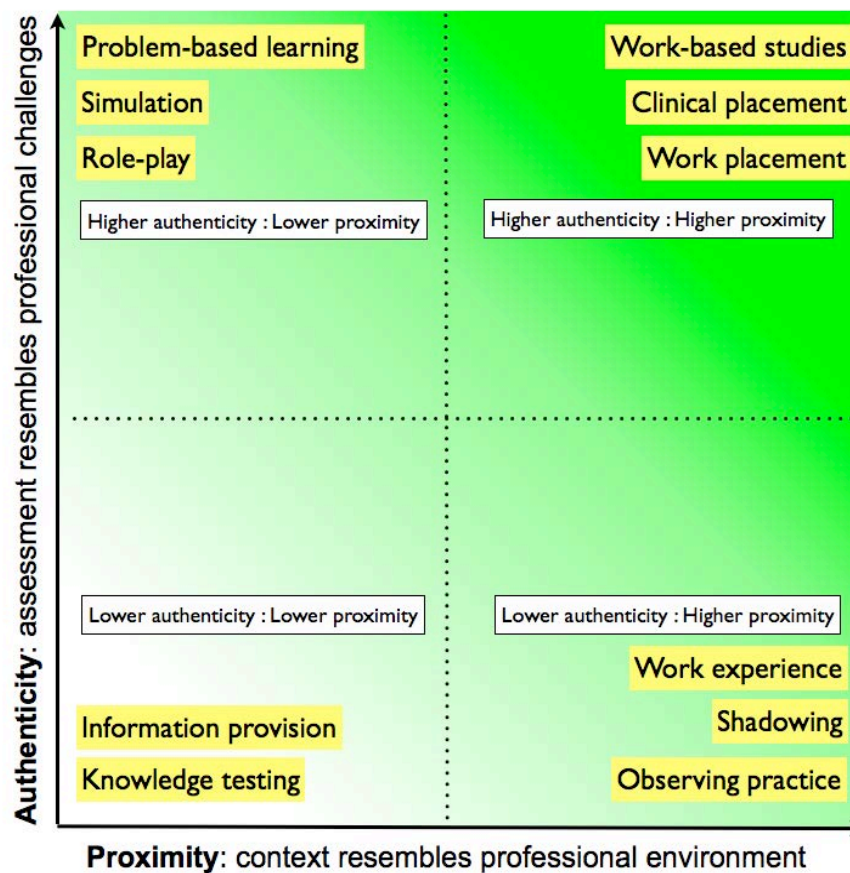 Authenticity: assessment resembles professional challenges
Problem-based learning
Simulation
Role-play
Higher authenticity : Lower proximity
Work-based studies
Clinical placement
Work placement
Higher authenticity : Higher proximity
Lower authenticity : Lower proximity
Information provision
Knowledge testing
Lower authenticity : Higher proximity
Work experience
Shadowing
Observing practice
Proximity: context resembles professional environment